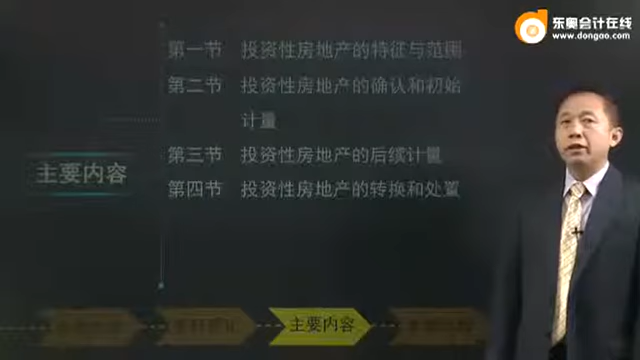 东奥会计在线
www.dongao.com
第一节 投资性房地产的特征与范围
第二节 投资性房地产的确认和初始
计量
第三节 投资性房地产的后续计量
第四节 投资性房地产的转换和处置
主要内容
主要内容